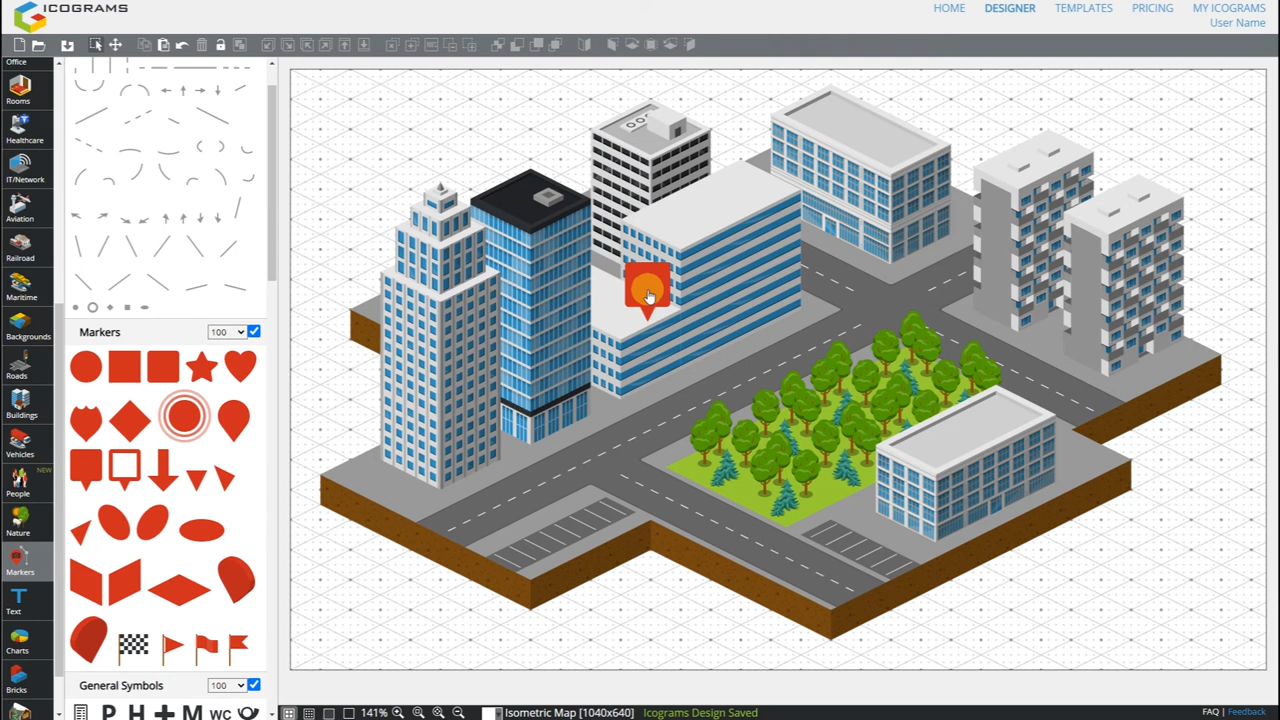 ICOGRAMS
HOME
DESIGNER
TEMPLATES
PRICING
MY ICOGRAMS
User Name
Office
Rooms
Healthcare
IT/Network
Aviation
Railroad
Maritime
Backgrounds
Roads
Buildings
Vehicles
NEW
People
Nature
Markers
Text
Charts
Bricks
Markers
100
General Symbols
100
P H M WC
141%
Isometric Map [1040x640]
Icograms Design Saved
FAQ | Feedback